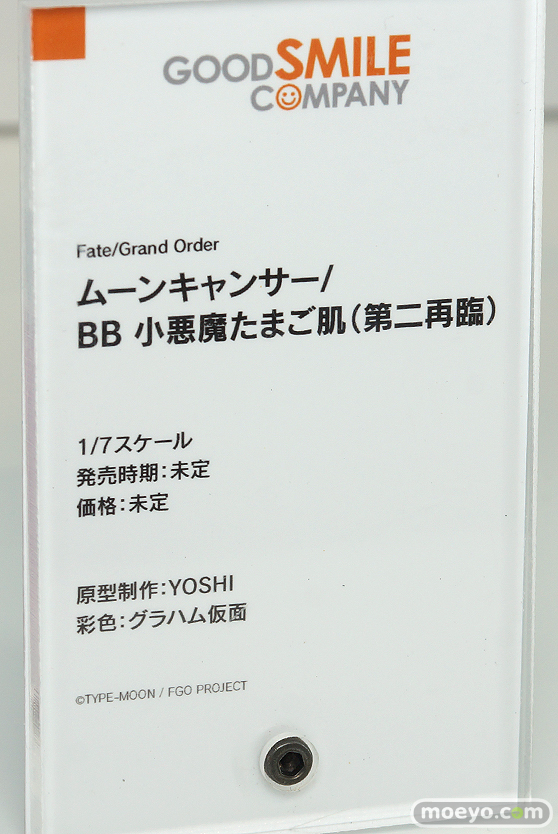 GOODSMILE
COMPANY
Fate/Grand Order
ムーンキャンサー/
BB 小悪魔たまご肌（第二再臨）
1/7スケール
発売時期：未定
価格：未定
原型制作：YOSHI
彩色：グラハム仮面
©TYPE-MOON / FGO PROJECT
moeyo.com